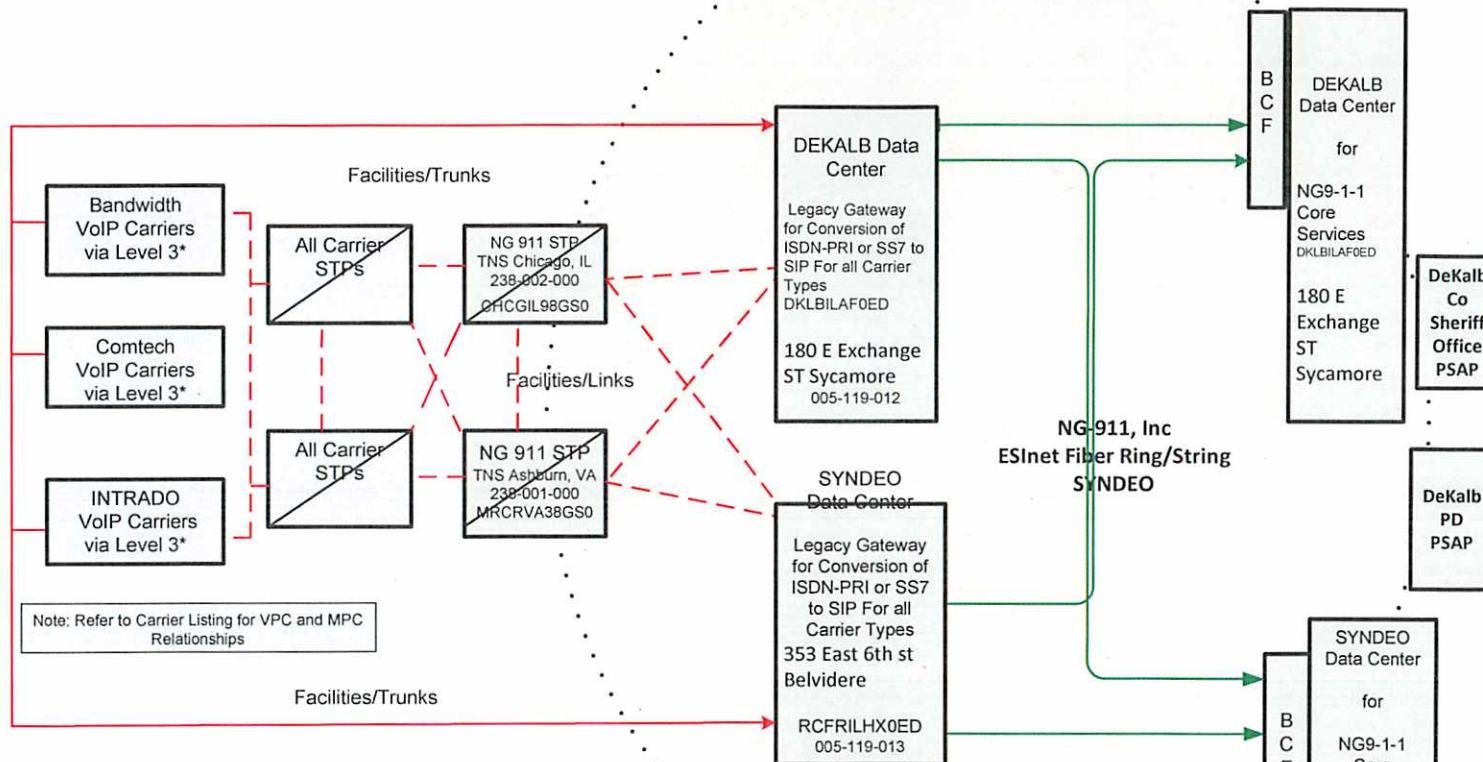 Facilities/Trunks
Bandwidth
VoIP Carriers
via Level 3*
Comtech
VoIP Carriers
via Level 3*
INTRADO
VoIP Carriers
via Level 3*
Note: Refer to Carrier Listing for VPC and MPC
Relationships
Facilities/Trunks
All Carrier
STPs
All Carrier
STPs
NG 911 STP
TNS Chicago, IL
238-002-000
CHCGIL98GS0
Facilities/Links
NG 911 STP
TNS Ashburn, VA
238-001-000
MRCRVA38GS0
DEKALB Data
Center
Legacy Gateway
for Conversion of
ISDN-PRI or SS7 to
SIP For all Carrier
Types
DKLBILAF0ED
180 E Exchange
ST Sycamore
005-119-012
SYNDEO
Data Center
Legacy Gateway
for Conversion of
ISDN-PRI or SS7
to SIP For all
Carrier Types
353 East 6th st
Belvidere
RCFRILHX0ED
005-119-013
NG-911, Inc
ESInet Fiber Ring/String
SYNDEO
B
C
F
DEKALB
Data Center
for
NG9-1-1
Core
Services
DKLBILAF0ED
180 E
Exchange
ST
Sycamore
DeKalb
Co
Sheriff
Office
PSAP
DeKalb
PD
PSAP
B
C
SYNDEO
Data Center
for
NG9-1-1